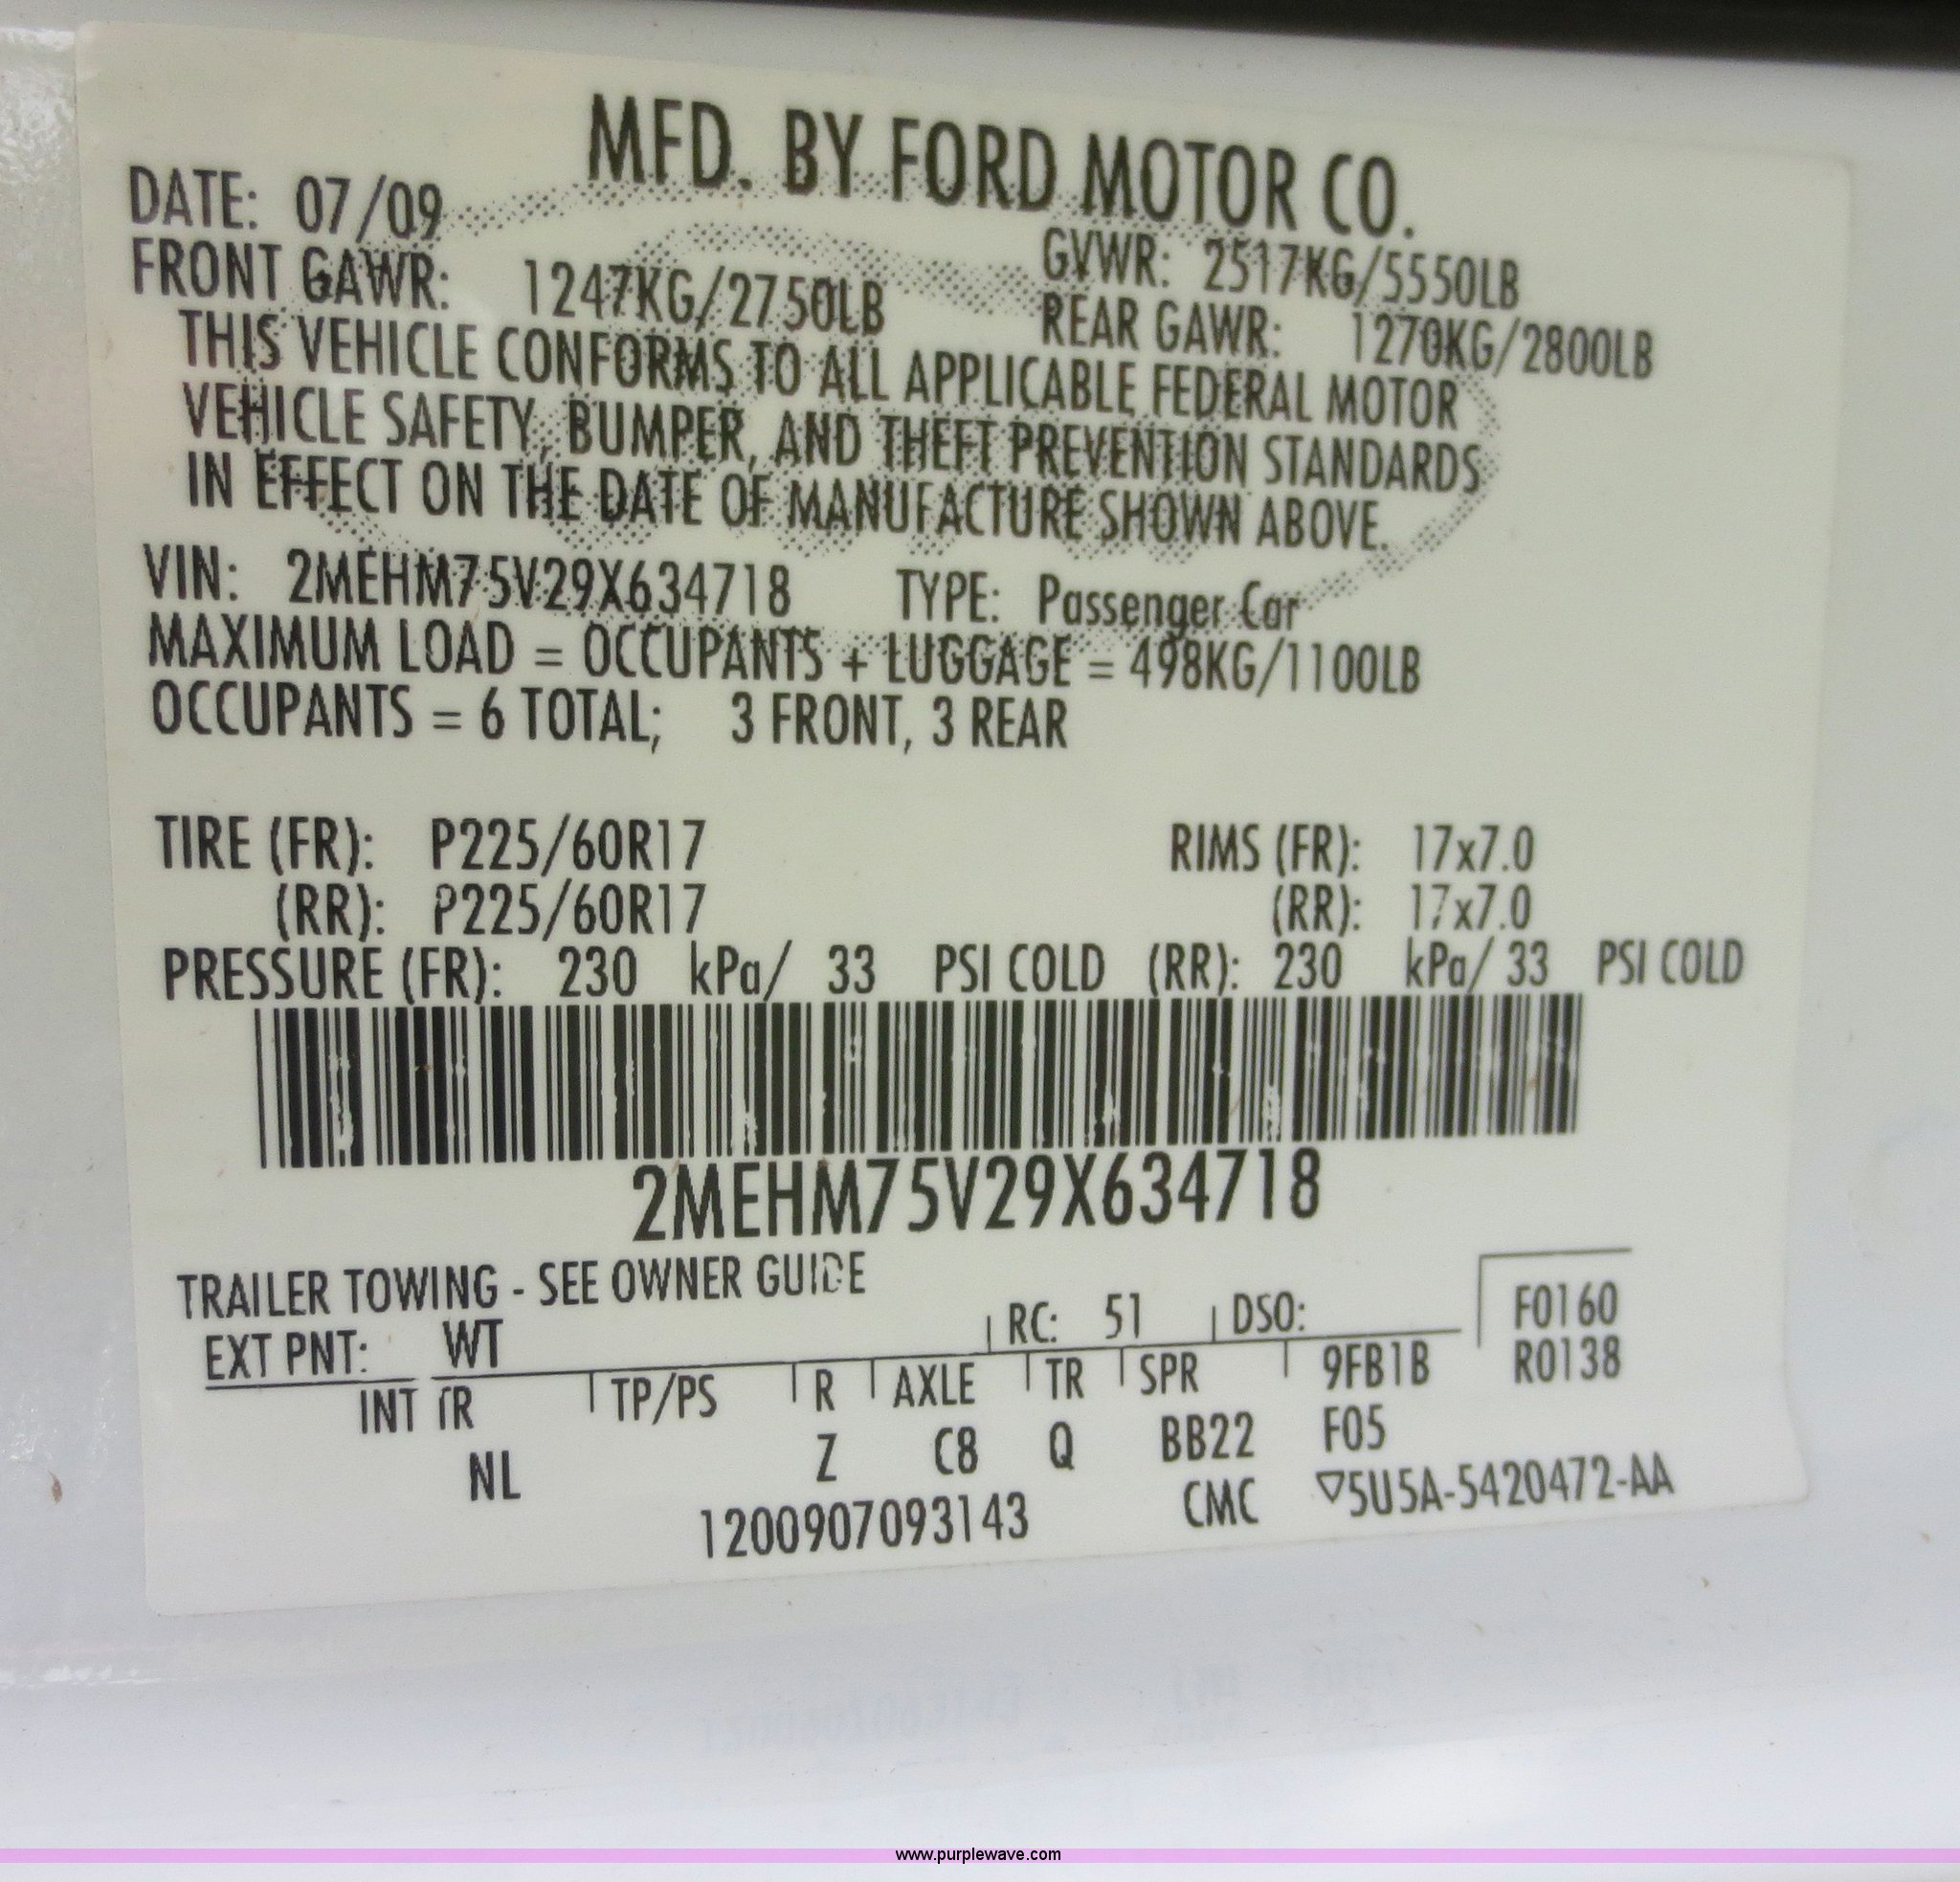 MFD. BY FORD MOTOR CO.
DATE: 07/09
GVWR: 2517KG/5550LB
FRONT GAWR: 1247KG/2750LB
REAR GAWR: 1270KG/2800LB
THIS VEHICLE CONFORMS TO ALL APPLICABLE FEDERAL MOTOR
VEHICLE SAFETY, BUMPER, AND THEFT PREVENTION STANDARDS
IN EFFECT ON THE DATE OF MANUFACTURE SHOWN ABOVE.
VIN: 2MEHM75V29X634718 TYPE: Passenger Car
MAXIMUM LOAD = OCCUPANTS + LUGGAGE = 498KG/1100LB
OCCUPANTS = 6 TOTAL; 3 FRONT, 3 REAR
TIRE (FR): P225/60R17 RIMS (FR): 17x7.0
(RR): P225/60R17 (RR): 17x7.0
PRESSURE (FR): 230 kPa/ 33 PSI COLD (RR): 230 kPa/ 33 PSI COLD
2MEHM75V29X634718
TRAILER TOWING - SEE OWNER GUIDE
EXT PNT: WT RC: 51 DSO: F0160
INT TR TP/PS R AXLE TR SPR 9FB1B R0138
NL Z C8 Q BB22 F05
1200907093143 CMC ▽5U5A-5420472-AA
www.purplewave.com